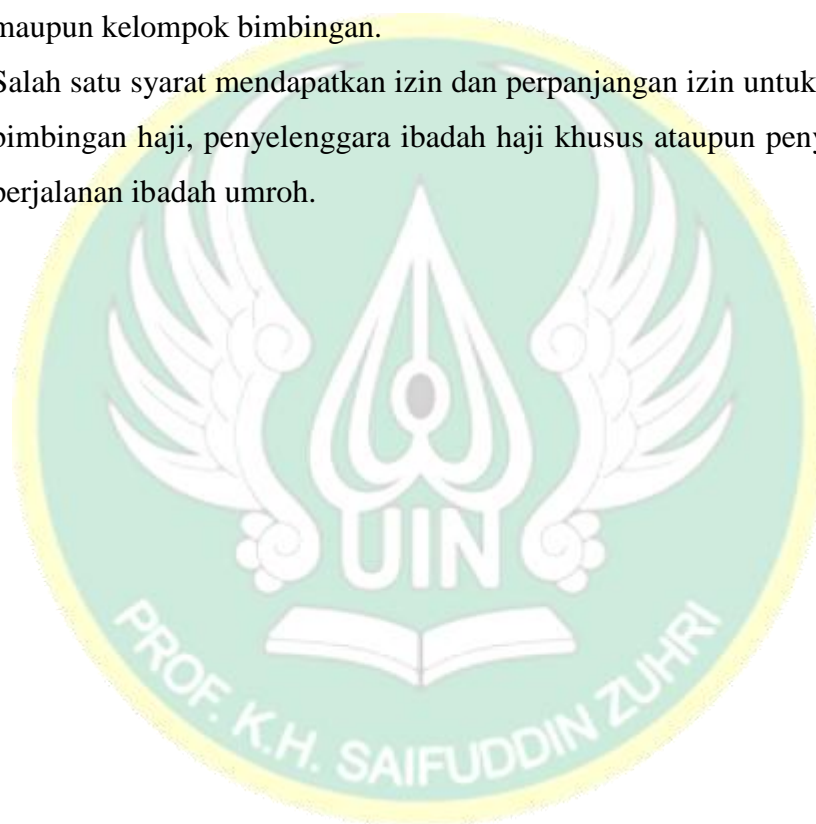 maupun kelompok bimbingan.
Salah satu syarat mendapatkan izin dan perpanjangan izin untuk
bimbingan haji, penyelenggara ibadah haji khusus ataupun
perjalanan ibadah umroh.
UIN
PROF. K.H. SAIFUDDIN ZUHRI